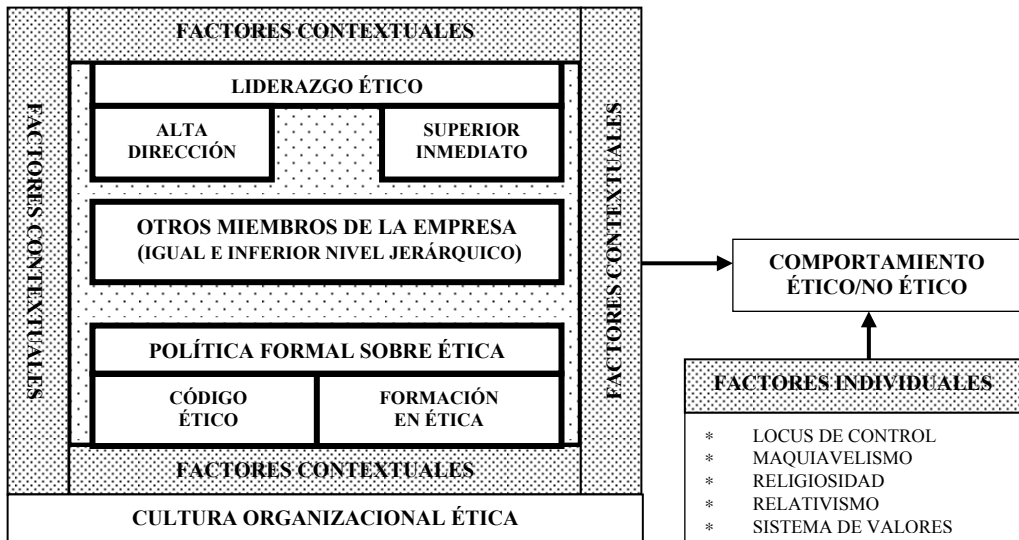 FACTORES CONTEXTUALES
FACTORES CONTEXTUALES
LIDERAZGO ÉTICO
ALTA
DIRECCIÓN
SUPERIOR
INMEDIATO
OTROS MIEMBROS DE LA EMPRESA
(IGUAL E INFERIOR NIVEL JERÁRQUICO)
POLÍTICA FORMAL SOBRE ÉTICA
CÓDIGO
ÉTICO
FORMACIÓN
EN ÉTICA
FACTORES CONTEXTUALES
FACTORES CONTEXTUALES
CULTURA ORGANIZACIONAL ÉTICA
COMPORTAMIENTO
ÉTICO/NO ÉTICO
FACTORES INDIVIDUALES
* LOCUS DE CONTROL
* MAQUIAVELISMO
* RELIGIOSIDAD
* RELATIVISMO
* SISTEMA DE VALORES